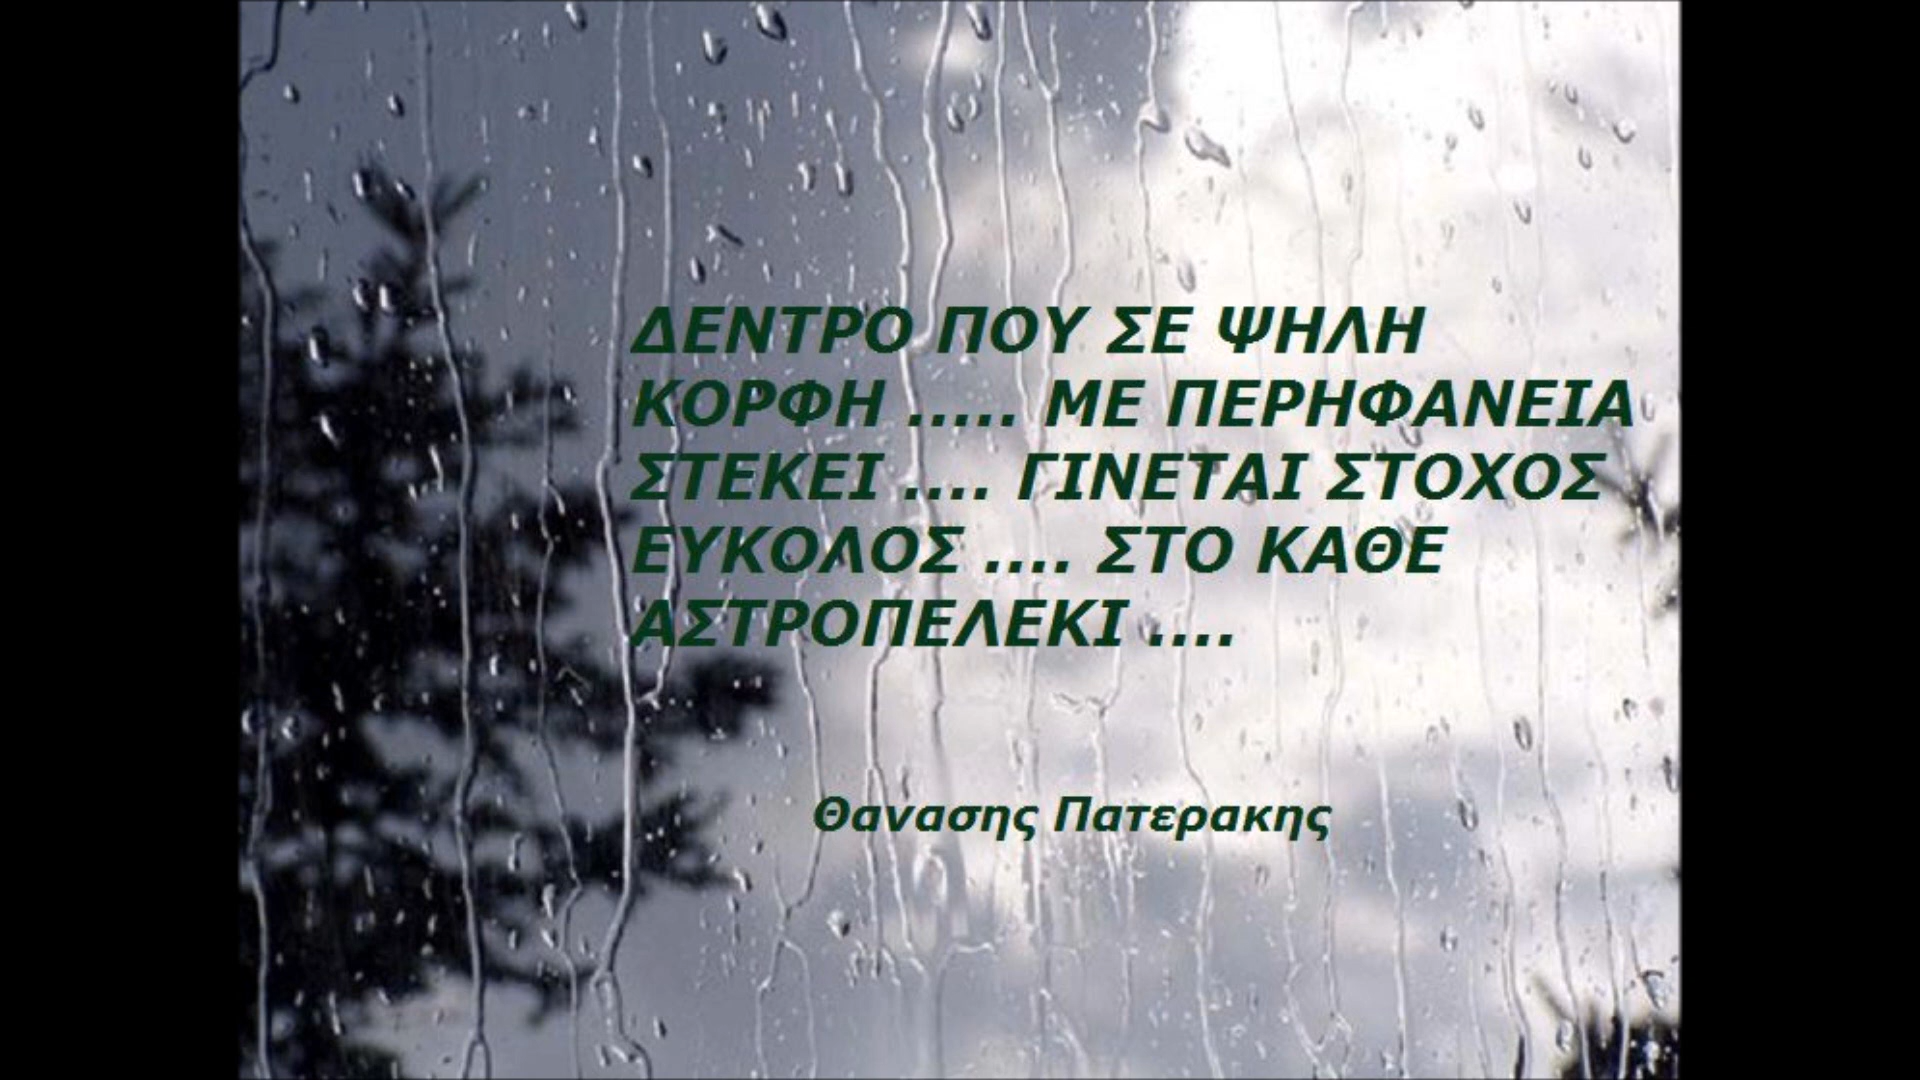 ΔΕΝΤΡΟ ΠΟΥ ΣΕ ΨΗΛΗ
ΚΟΡΦΗ ..... ΜΕ ΠΕΡΗΦΑΝΕΙΑ
ΣΤΕΚΕΙ .... ΓΙΝΕΤΑΙ ΣΤΟΧΟΣ
ΕΥΚΟΛΟΣ .... ΣΤΟ ΚΑΘΕ
ΑΣΤΡΟΠΕΛΕΚΙ ....
Θανασης Πατερακης